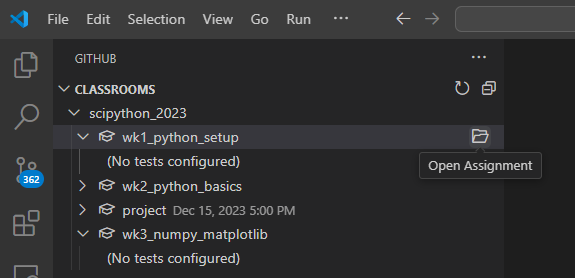 File Edit Selection View Go Run ···
GITHUB ···
CLASSROOMS
scipython_2023
wk1_python_setup
(No tests configured)
Open Assignment
wk2_python_basics
project Dec 15, 2023 5:00 PM
wk3_numpy_matplotlib
(No tests configured)
362